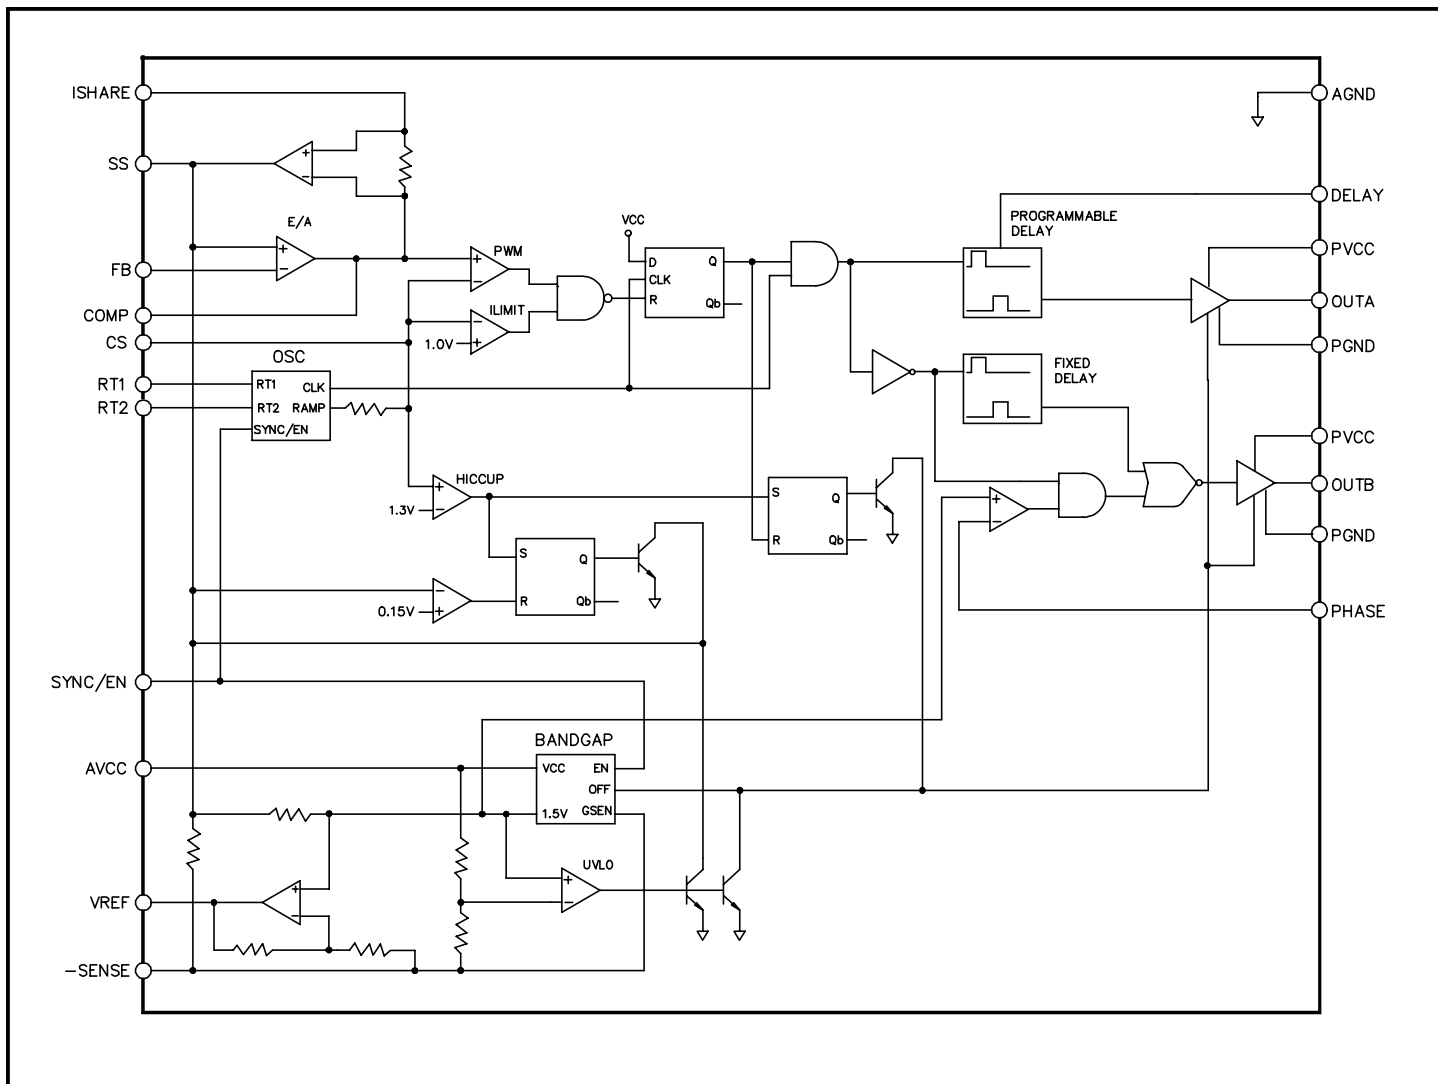 ISHARE
AGND
SS
+
−
DELAY
E/A
PROGRAMMABLE
DELAY
VCC
PWM
+
−
PVCC
FB
+
−
D
CLK
R
Q
Qb
ILIMIT
−
+
1.0V
OUTA
COMP
CS
PGND
OSC
FIXED
DELAY
RT1
RT2
RT1
RT2
SYNC/EN
CLK
RAMP
PVCC
HICCUP
+
−
1.3V
S
R
Q
Qb
+
−
OUTB
PGND
S
R
Q
Qb
−
+
0.15V
PHASE
SYNC/EN
BANDGAP
AVCC
VCC
EN
OFF
1.5V
GSEN
UVLO
+
−
VREF
+
−
−SENSE